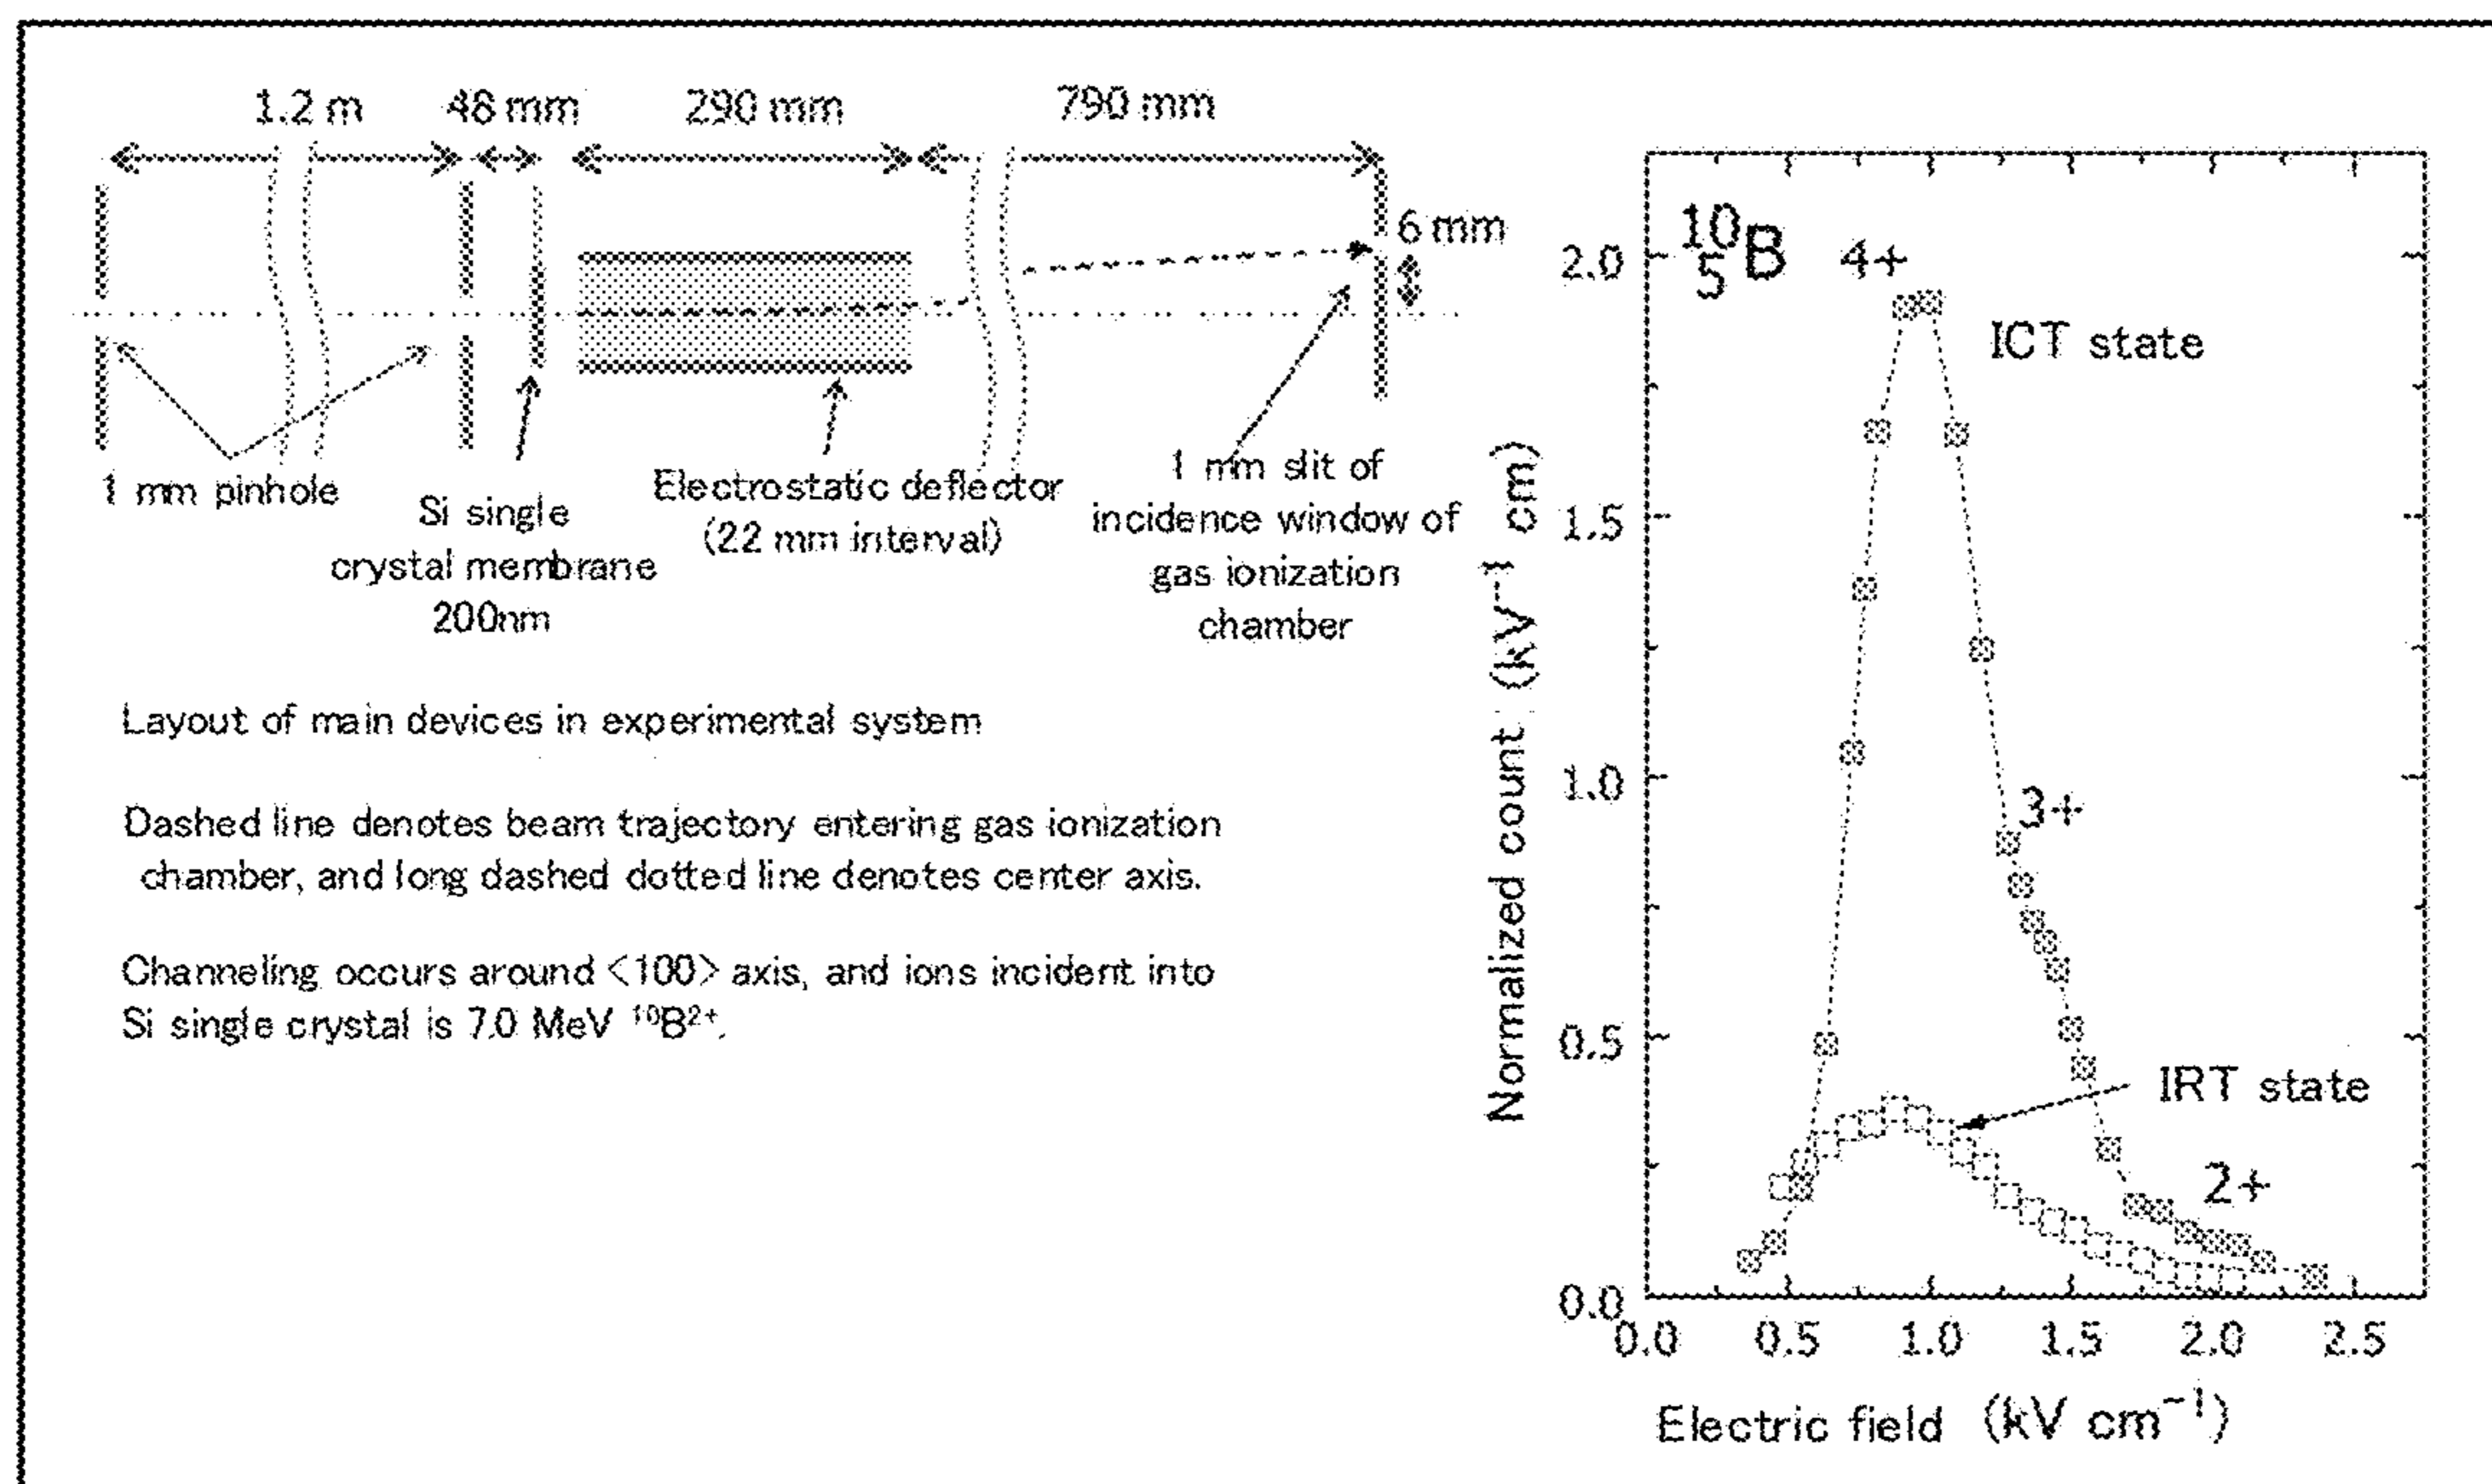 1.2 m
48 mm
290 mm
790 mm
6 mm
1 mm pinhole
Si single
crystal membrane
200nm
Electrostatic deflector
(22 mm interval)
1 mm slit of
incidence window of
gas ionization
chamber
Layout of main devices in experimental system
Dashed line denotes beam trajectory entering gas ionization
chamber, and long dashed dotted line denotes center axis.
Channeling occurs around <100> axis, and ions incident into
Si single crystal is 7.0 MeV ¹⁰B²⁺.
Normalized count (kV⁻¹ cm)
2.0
1.5
1.0
0.5
0.0
¹⁰₅B 4+
ICT state
3+
IRT state
2+
0.0 0.5 1.0 1.5 2.0 2.5
Electric field (kV cm⁻¹)